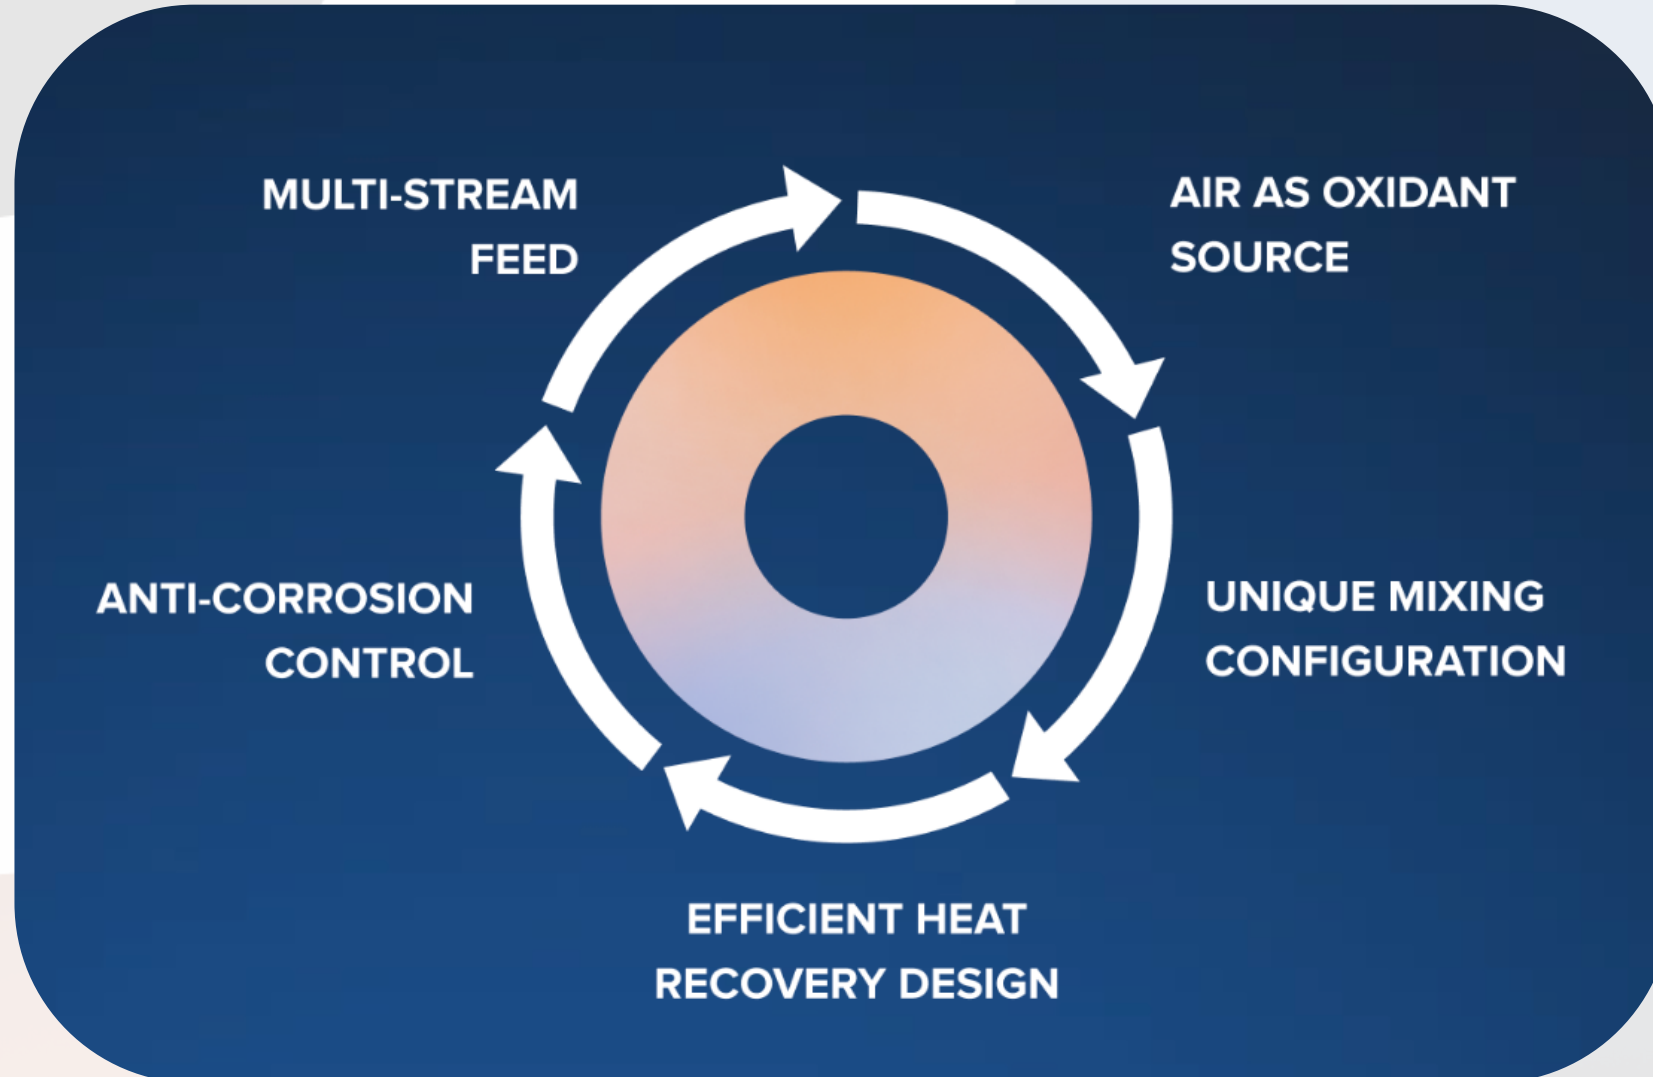 MULTI-STREAM
FEED
AIR AS OXIDANT
SOURCE
UNIQUE MIXING
CONFIGURATION
EFFICIENT HEAT
RECOVERY DESIGN
ANTI-CORROSION
CONTROL